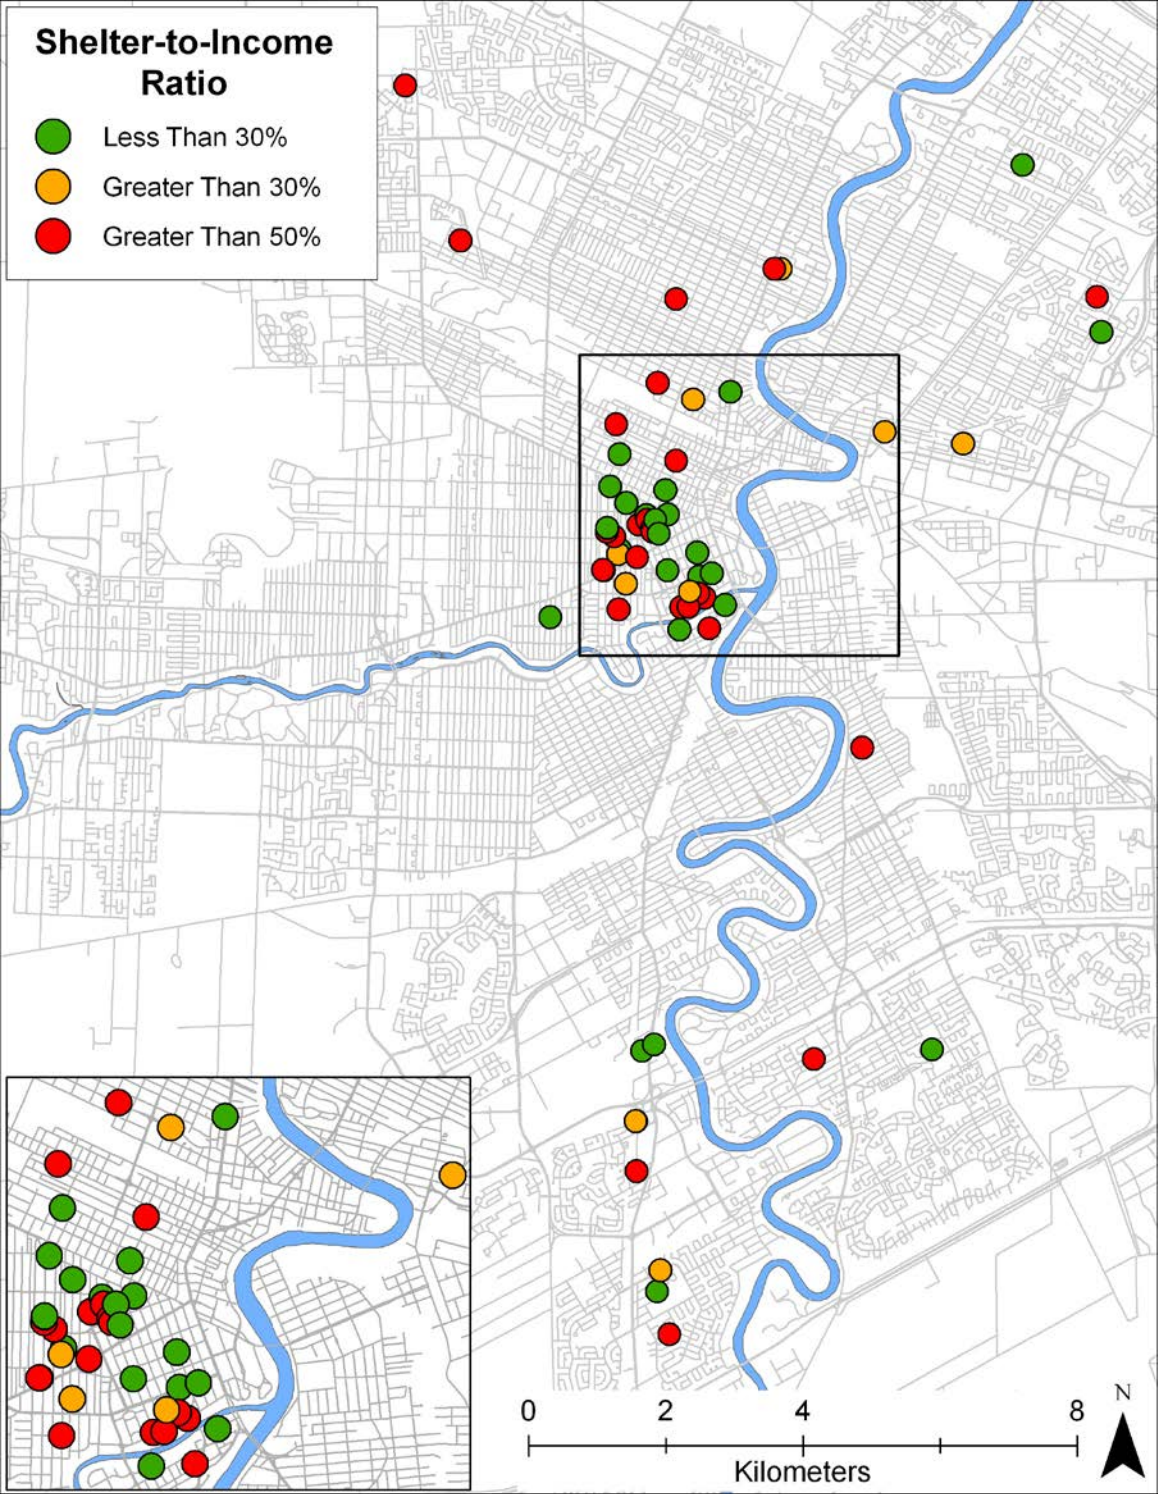 Shelter-to-Income
Ratio
Less Than 30%
Greater Than 30%
Greater Than 50%
N
0 2 4 8
Kilometers